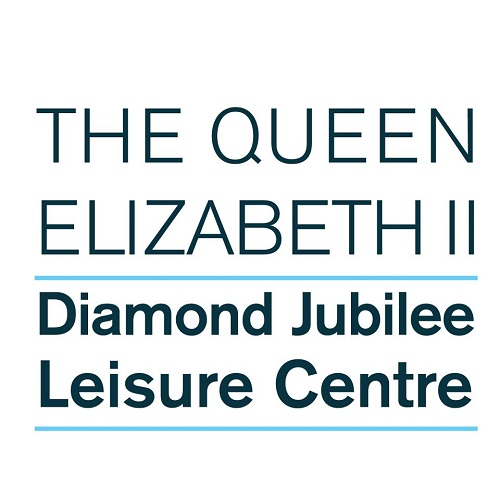 THE QUEEN
ELIZABETH II
Diamond Jubilee
Leisure Centre